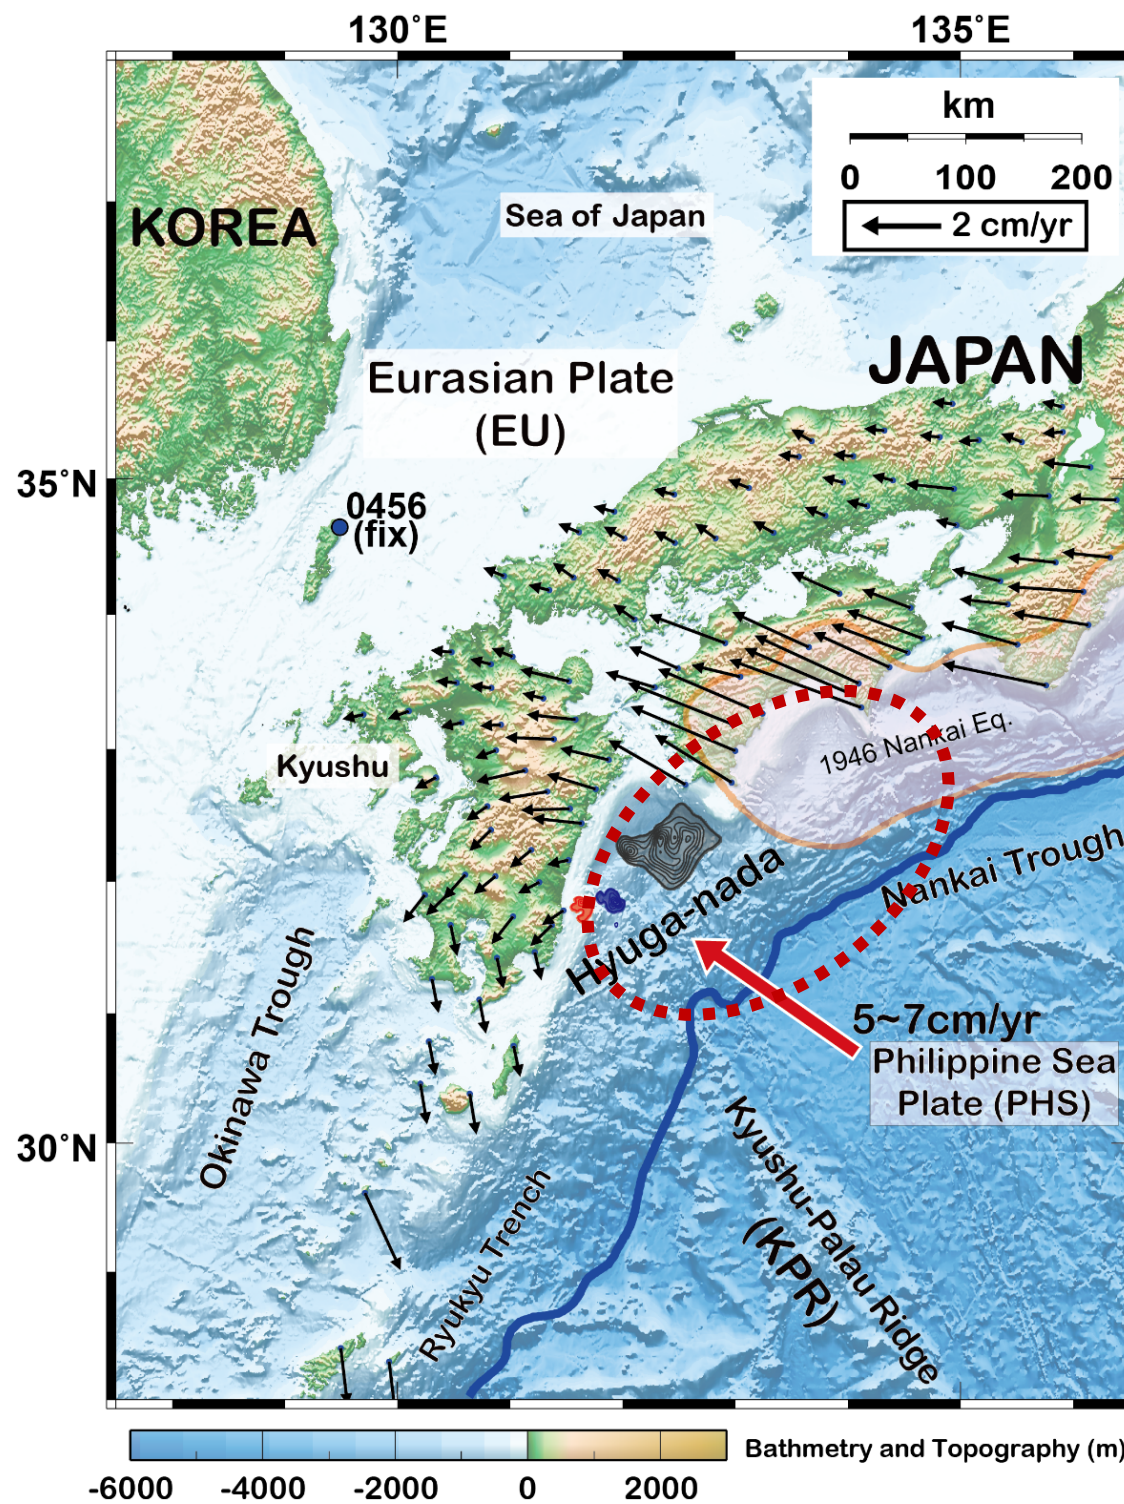 130°E
135°E
km
0 100 200
2 cm/yr
KOREA
Sea of Japan
JAPAN
Eurasian Plate
(EU)
35°N
0456
(fix)
1946 Nankai Eq.
Kyushu
Nankai Trough
Hyuga-nada
Okinawa Trough
5~7cm/yr
Philippine Sea
Plate (PHS)
30°N
Kyushu-Palau Ridge
(KPR)
Ryukyu Trench
Bathmetry and Topography (m)
-6000 -4000 -2000 0 2000